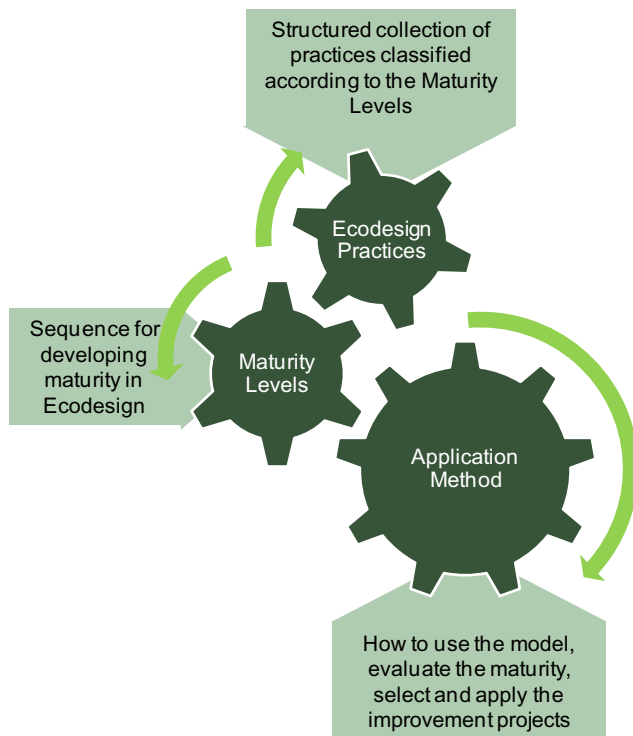 Structured collection of
practices classified
according to the Maturity
Levels
Ecodesign
Practices
Sequence for
developing
maturity in
Ecodesign
Maturity
Levels
Application
Method
How to use the model,
evaluate the maturity,
select and apply the
improvement projects